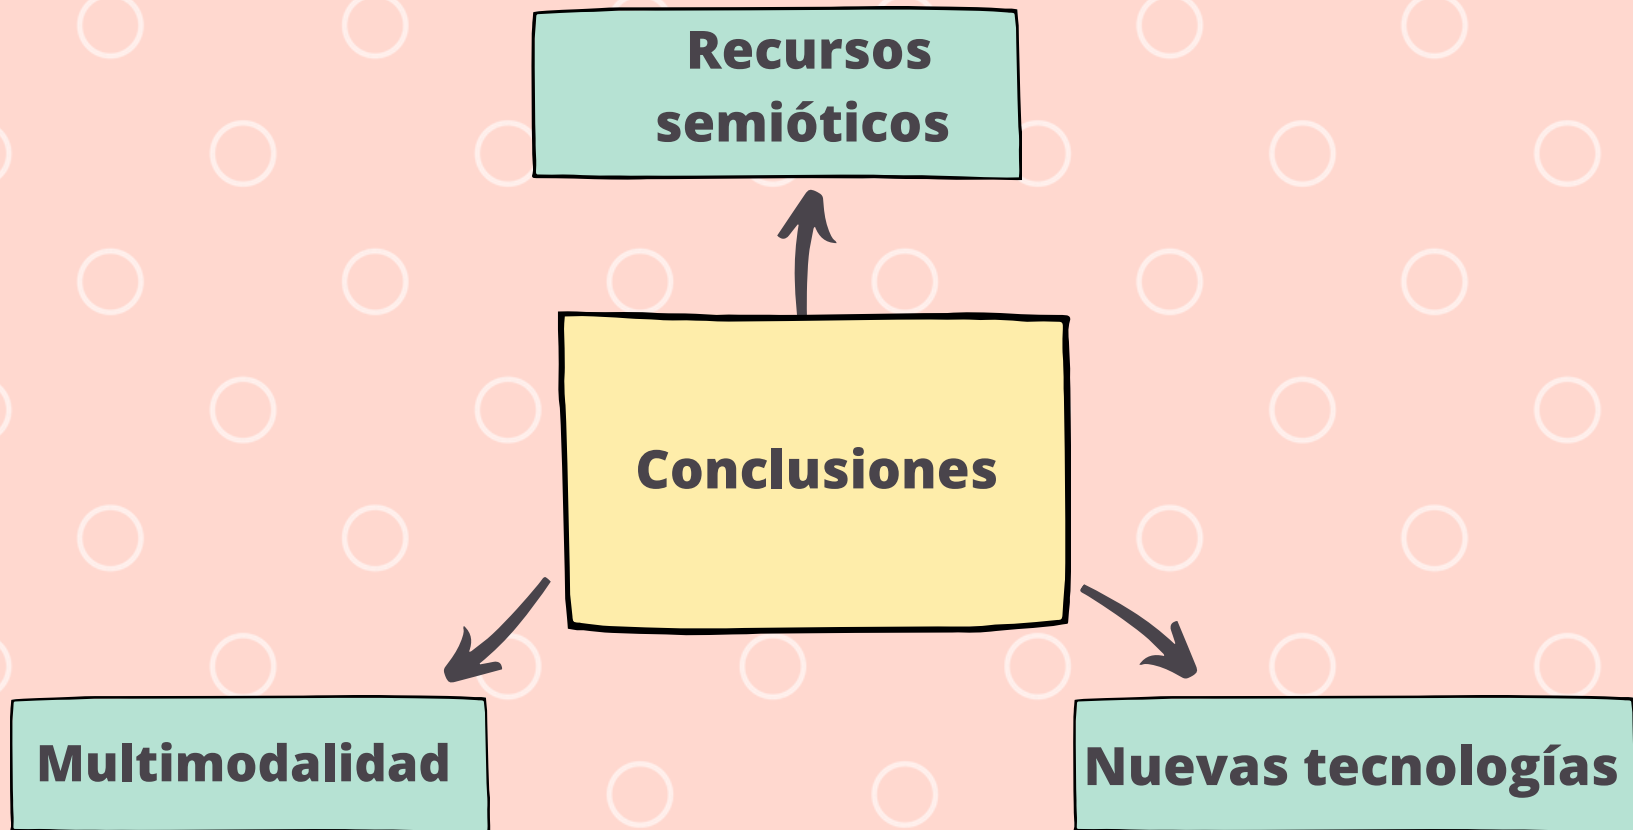 Recursos
semióticos
Conclusiones
Multimodalidad
Nuevas tecnologías